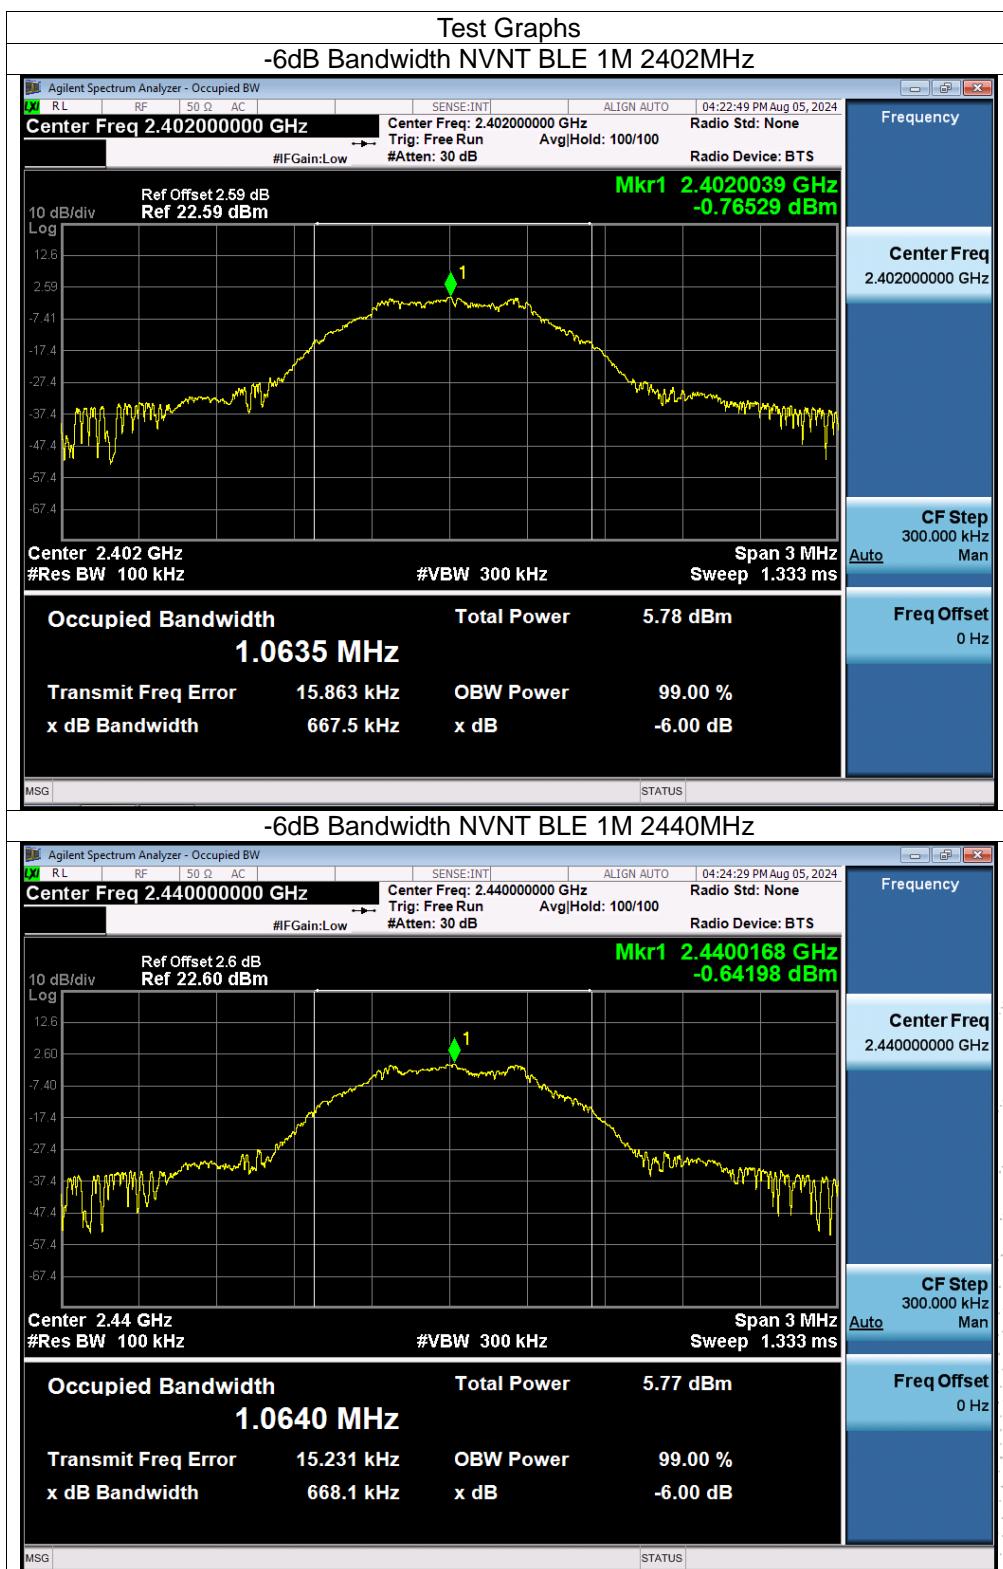 Test Graphs
-6dB Bandwidth NVNT BLE 1M 2402MHz
Agilent Spectrum Analyzer - Occupied BW
LXI RL RF 50 Ω AC SENSE:INT ALIGN AUTO 04:22:49 PM Aug 05, 2024
Center Freq 2.402000000 GHz Center Freq: 2.402000000 GHz Radio Std: None Frequency
Trig: Free Run Avg|Hold: 100/100
#IFGain:Low #Atten: 30 dB Radio Device: BTS
Mkr1 2.4020039 GHz
-0.76529 dBm
Ref Offset 2.59 dB
10 dB/div Ref 22.59 dBm
Log
12.6
2.59
-7.41
-17.4
-27.4
-37.4
-47.4
-57.4
-67.4
1
Center Freq
2.402000000 GHz
Center 2.402 GHz Span 3 MHz
#Res BW 100 kHz #VBW 300 kHz Sweep 1.333 ms
CF Step
300.000 kHz
Auto Man
Occupied Bandwidth Total Power 5.78 dBm
1.0635 MHz
Transmit Freq Error 15.863 kHz OBW Power 99.00 %
x dB Bandwidth 667.5 kHz x dB -6.00 dB
Freq Offset
0 Hz
MSG STATUS
-6dB Bandwidth NVNT BLE 1M 2440MHz
Agilent Spectrum Analyzer - Occupied BW
LXI RL RF 50 Ω AC SENSE:INT ALIGN AUTO 04:24:29 PM Aug 05, 2024
Center Freq 2.440000000 GHz Center Freq: 2.440000000 GHz Radio Std: None Frequency
Trig: Free Run Avg|Hold: 100/100
#IFGain:Low #Atten: 30 dB Radio Device: BTS
Mkr1 2.4400168 GHz
-0.64198 dBm
Ref Offset 2.6 dB
10 dB/div Ref 22.60 dBm
Log
12.6
2.60
-7.40
-17.4
-27.4
-37.4
-47.4
-57.4
-67.4
1
Center Freq
2.440000000 GHz
Center 2.44 GHz Span 3 MHz
#Res BW 100 kHz #VBW 300 kHz Sweep 1.333 ms
CF Step
300.000 kHz
Auto Man
Occupied Bandwidth Total Power 5.77 dBm
1.0640 MHz
Transmit Freq Error 15.231 kHz OBW Power 99.00 %
x dB Bandwidth 668.1 kHz x dB -6.00 dB
Freq Offset
0 Hz
MSG STATUS